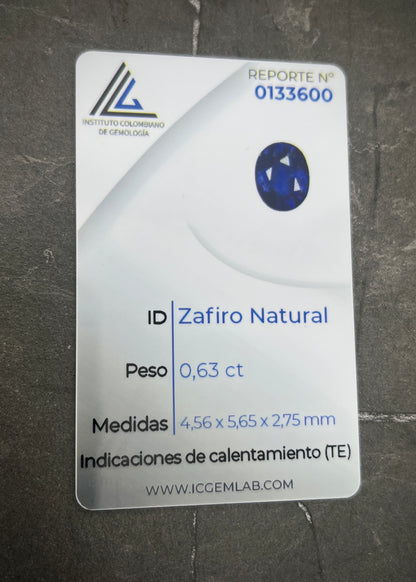 INSTITUTO COLOMBIANO
DE GEMOLOGÍA
REPORTE N°
0133600
ID Zafiro Natural
Peso 0,63 ct
Medidas 4,56 x 5,65 x 2,75 mm
Indicaciones de calentamiento (TE)
WWW.ICGEMLAB.COM